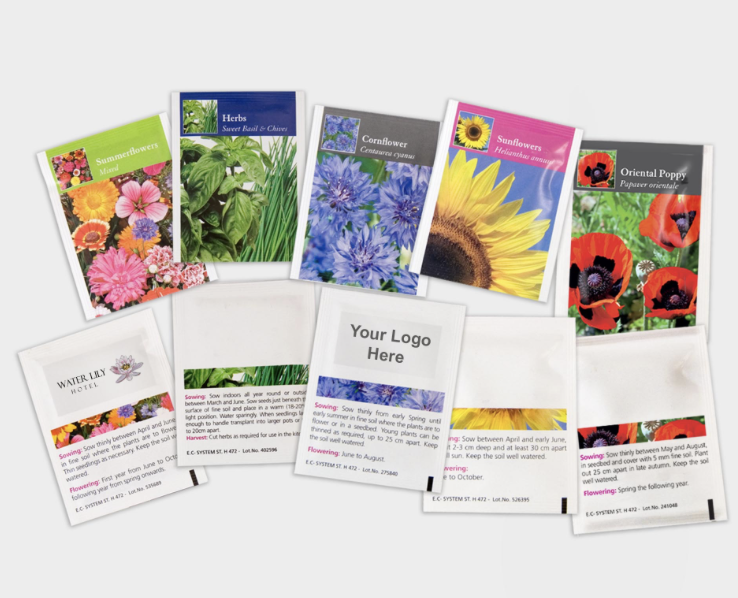 Summerflowers
Mixed
Herbs
Sweet Basil & Chives
Cornflower
Centaurea cyanus
Sunflowers
Helianthus annuus
Oriental Poppy
Papaver orientale
WATER LILY
HOTEL
Sowing: Sow thinly between April and June,
in fine soil where the plants are to flower.
Thin seedlings as necessary. Keep the soil well
watered.
Flowering: First year from June to October,
following year from spring onwards.
E.C- SYSTEM ST. H 472 - Lot.No. 535689
Sowing: Sow indoors all year round or outside
between March and June. Sow seeds just beneath the
surface of fine soil and place in a warm (18-20°
light position. Water sparingly. When seedlings
enough to handle transplant into larger pots or
to 20cm apart.
Harvest: Cut herbs as required for use in the
E.C- SYSTEM ST. H 472 - Lot.No. 402596
Your Logo
Here
Sowing: Sow thinly from early Spring until
early summer in fine soil where the plants are to
flower or in a seedbed. Young plants can be
thinned as required, up to 25 cm apart. Keep
the soil well watered.
Flowering: June to August.
E.C- SYSTEM ST. H 472 - Lot.No. 275840
Sow between April and early June,
2-3 cm deep and at least 30 cm apart
sun. Keep the soil well watered.
to October.
E.C- SYSTEM ST. H 472 - Lot.No. 526395
Sowing: Sow thinly between May and August,
in seedbed and cover with 5 mm fine soil. Plant
out 25 cm apart in late autumn. Keep the soil
well watered.
Flowering: Spring the following year.
E.C- SYSTEM ST. H 472 - Lot.No. 241848